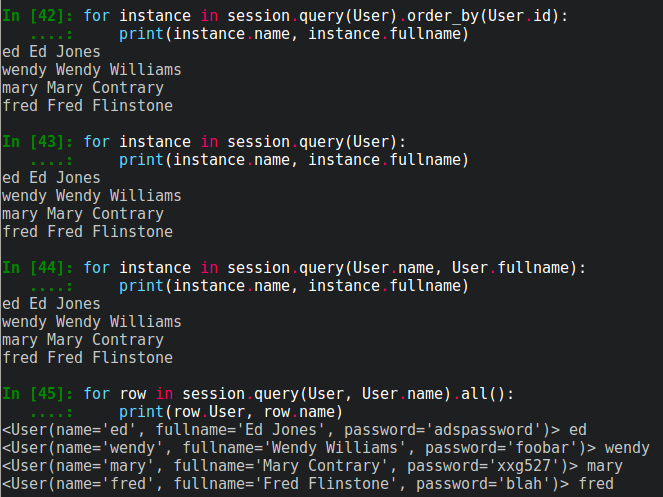 In [42]: for instance in session.query(User).order_by(User.id):
   ....:     print(instance.name, instance.fullname)
ed Ed Jones
wendy Wendy Williams
mary Mary Contrary
fred Fred Flinstone
In [43]: for instance in session.query(User):
   ....:     print(instance.name, instance.fullname)
ed Ed Jones
wendy Wendy Williams
mary Mary Contrary
fred Fred Flinstone
In [44]: for instance in session.query(User.name, User.fullname):
   ....:     print(instance.name, instance.fullname)
ed Ed Jones
wendy Wendy Williams
mary Mary Contrary
fred Fred Flinstone
In [45]: for row in session.query(User, User.name).all():
   ....:     print(row.User, row.name)
<User(name='ed', fullname='Ed Jones', password='adspassword')> ed
<User(name='wendy', fullname='Wendy Williams', password='foobar')> wendy
<User(name='mary', fullname='Mary Contrary', password='xxg527')> mary
<User(name='fred', fullname='Fred Flinstone', password='blah')> fred